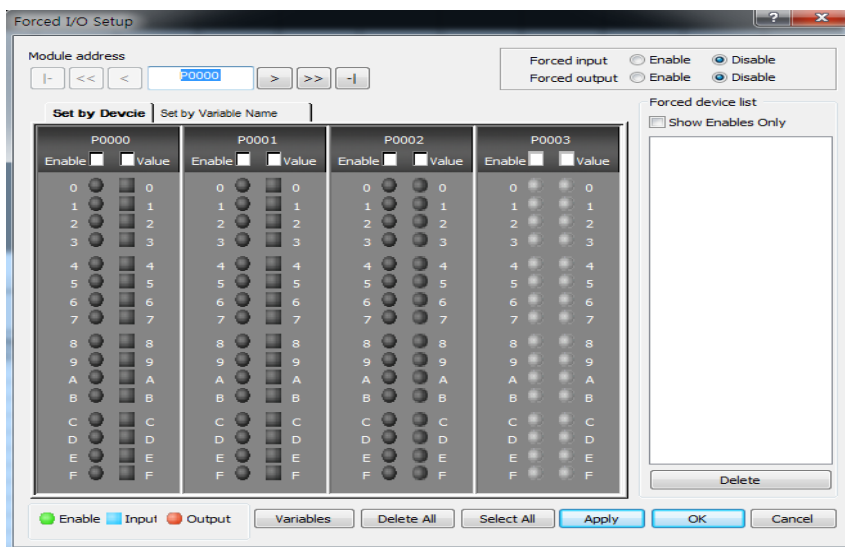 Forced I/O Setup
Module address
|- << < P0000 > >> -|
Forced input Enable Disable
Forced output Enable Disable
Set by Devcie Set by Variable Name
Forced device list
Show Enables Only
P0000 P0001 P0002 P0003
Enable Value Enable Value Enable Value Enable Value
0 0 0 0 0 0 0 0
1 1 1 1 1 1 1 1
2 2 2 2 2 2 2 2
3 3 3 3 3 3 3 3
4 4 4 4 4 4 4 4
5 5 5 5 5 5 5 5
6 6 6 6 6 6 6 6
7 7 7 7 7 7 7 7
8 8 8 8 8 8 8 8
9 9 9 9 9 9 9 9
A A A A A A A A
B B B B B B B B
C C C C C C C C
D D D D D D D D
E E E E E E E E
F F F F F F F F
Delete
Enable Input Output Variables Delete All Select All Apply OK Cancel